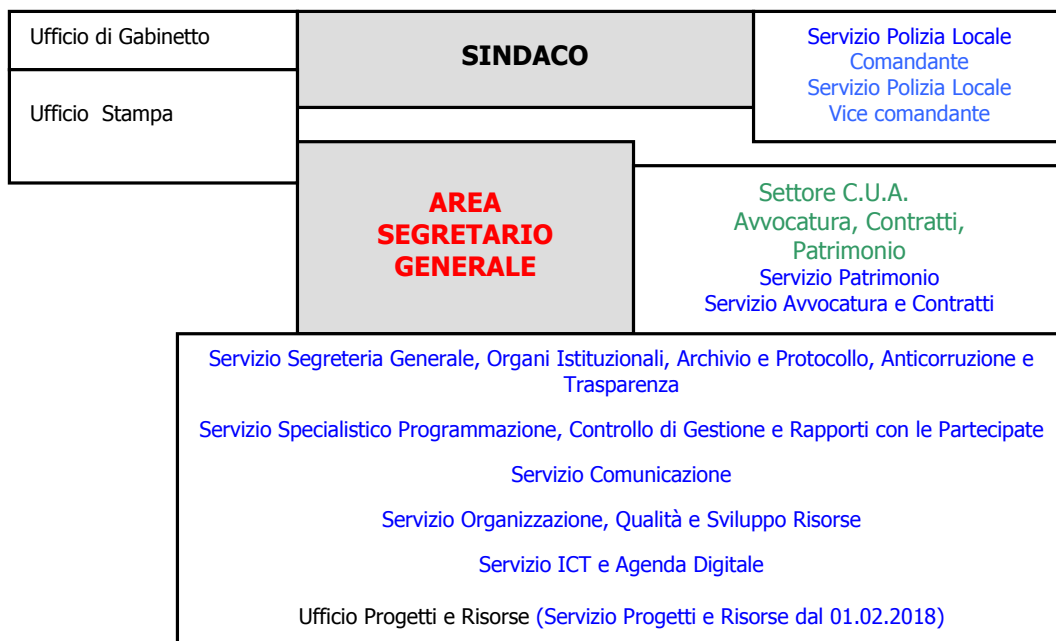 Ufficio di Gabinetto
Ufficio Stampa
SINDACO
Servizio Polizia Locale
Comandante
Servizio Polizia Locale
Vice comandante
AREA
SEGRETARIO
GENERALE
Settore C.U.A.
Avvocatura, Contratti,
Patrimonio
Servizio Patrimonio
Servizio Avvocatura e Contratti
Servizio Segreteria Generale, Organi Istituzionali, Archivio e Protocollo, Anticorruzione e
Trasparenza
Servizio Specialistico Programmazione, Controllo di Gestione e Rapporti con le Partecipate
Servizio Comunicazione
Servizio Organizzazione, Qualità e Sviluppo Risorse
Servizio ICT e Agenda Digitale
Ufficio Progetti e Risorse (Servizio Progetti e Risorse dal 01.02.2018)